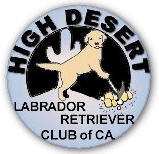 HIGH DESERT
LABRADOR
RETRIEVER
CLUB of CA.